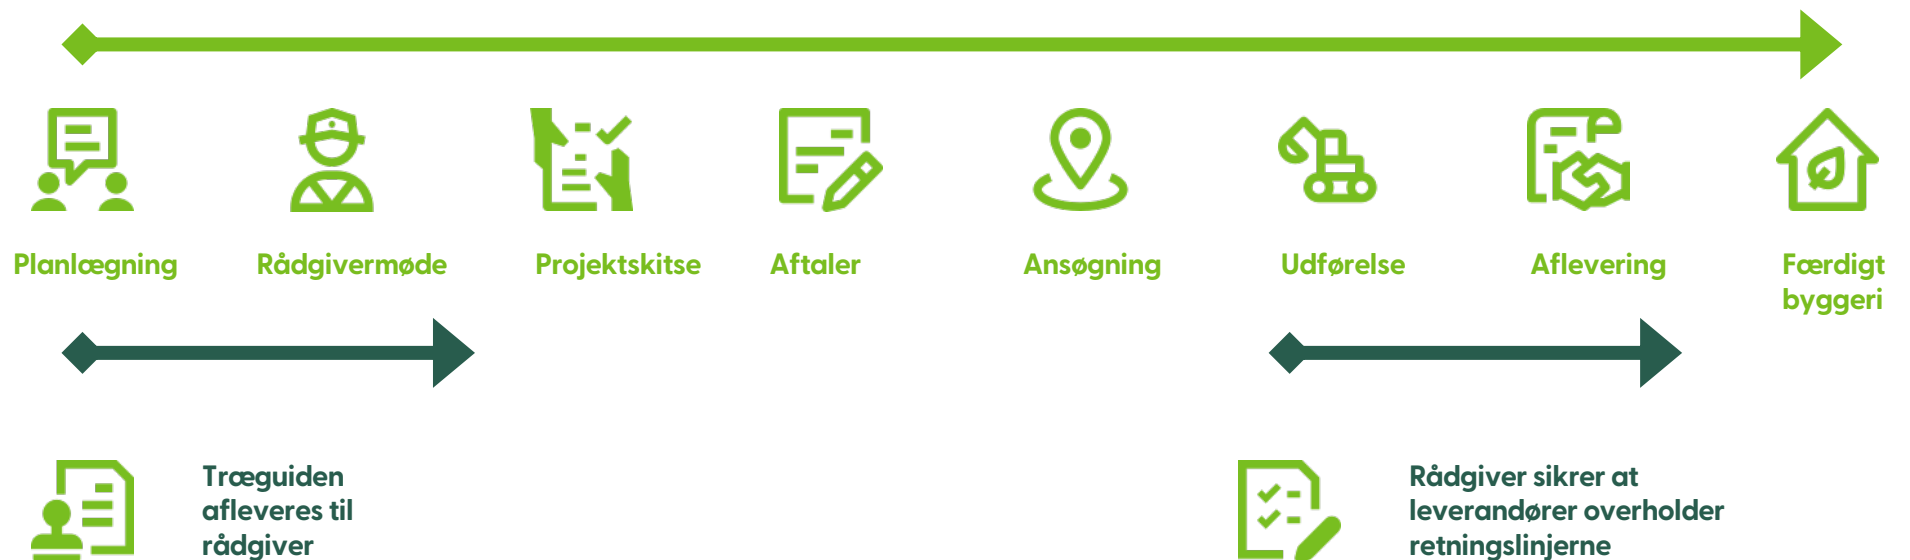 Planlægning
Rådgivermøde
Projektskitse
Aftaler
Ansøgning
Udførelse
Aflevering
Færdigt
byggeri
Træguiden
afleveres til
rådgiver
Rådgiver sikrer at
leverandører overholder
retningslinjerne